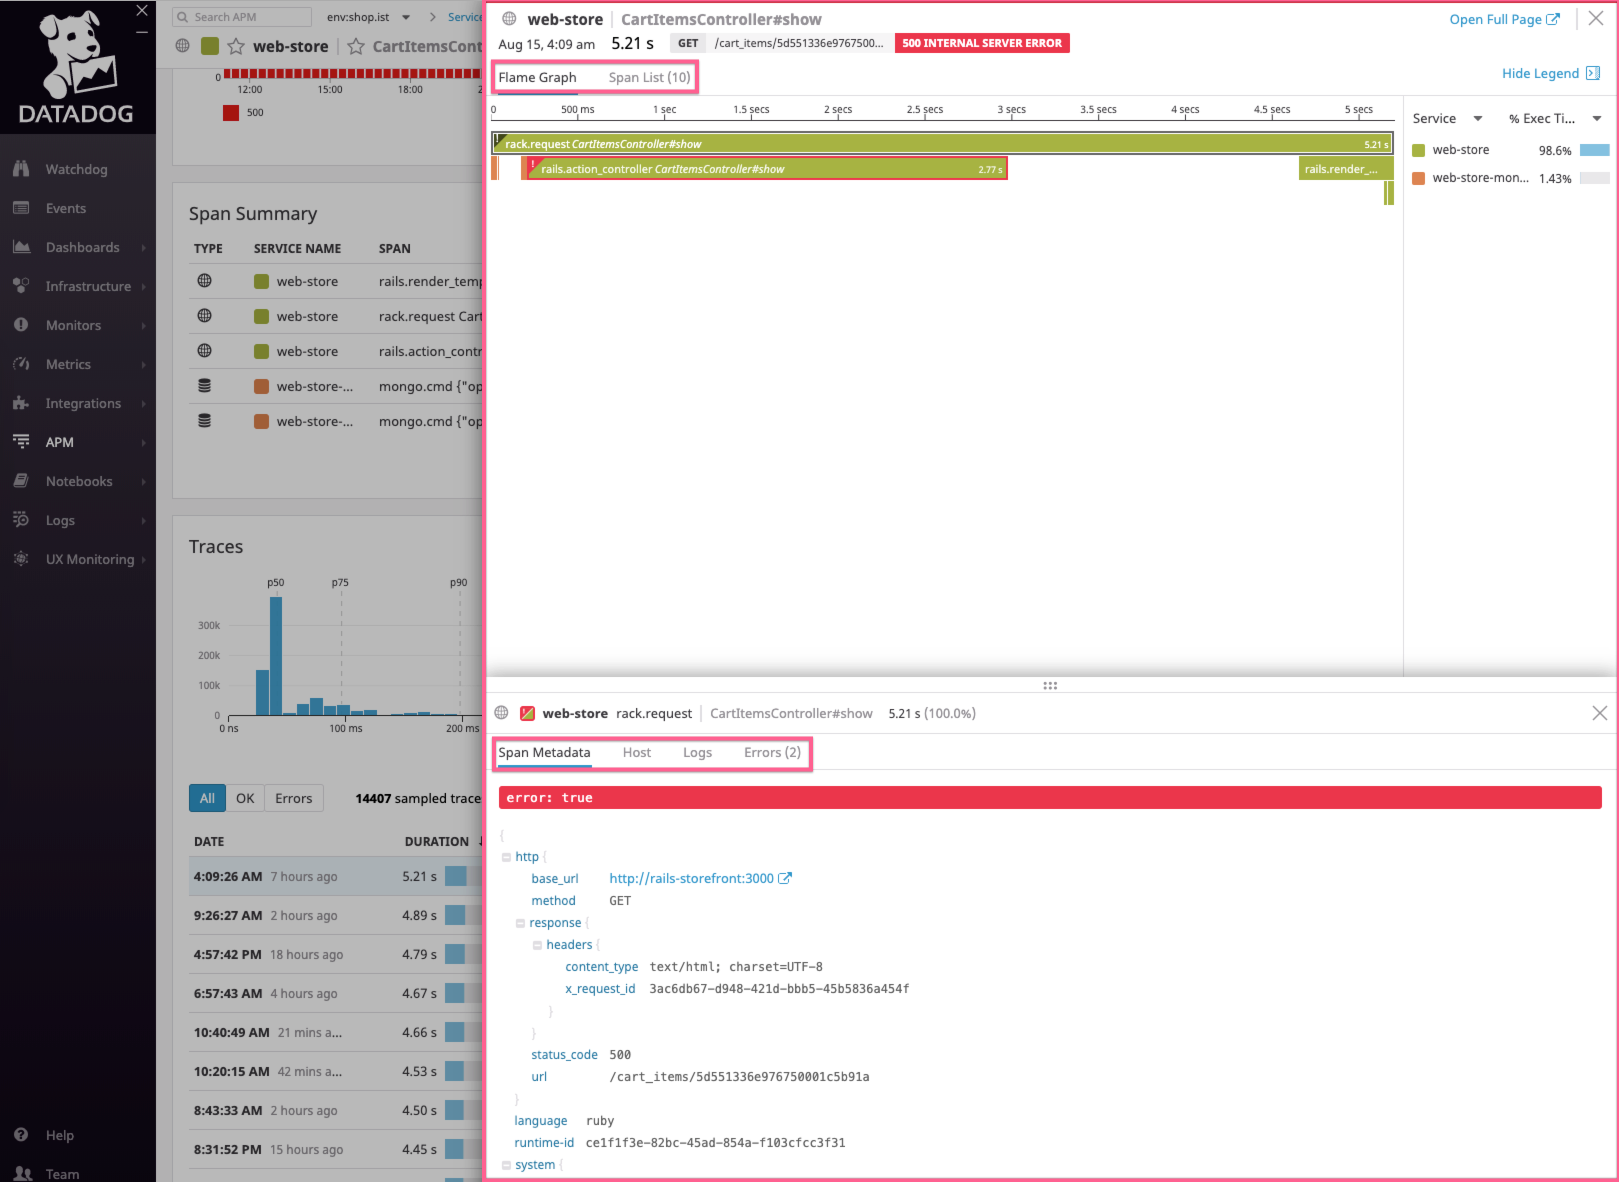 DATADOG
Watchdog
Events
Dashboards
Infrastructure
Monitors
Metrics
Integrations
APM
Notebooks
Logs
UX Monitoring
Help
Team
Search APM
env:shop.ist
Service
web-store
CartItemsCont
0
12:00
15:00
18:00
2
500
Span Summary
TYPE SERVICE NAME SPAN
web-store rails.render_temp
web-store rack.request Cart
web-store rails.action_contr
web-store-... mongo.cmd {"op
web-store-... mongo.cmd {"op
Traces
p50 p75 p90
300k
200k
100k
0
0 ns 100 ms 200 ms
All OK Errors 14407 sampled trace
DATE DURATION
4:09:26 AM 7 hours ago 5.21 s
9:26:27 AM 2 hours ago 4.89 s
4:57:42 PM 18 hours ago 4.79 s
6:57:43 AM 4 hours ago 4.67 s
10:40:49 AM 21 mins a... 4.66 s
10:20:15 AM 42 mins a... 4.53 s
8:43:33 AM 2 hours ago 4.50 s
8:31:52 PM 15 hours ago 4.45 s
web-store CartItemsController#show
Open Full Page
Aug 15, 4:09 am 5.21 s GET /cart_items/5d551336e9767500... 500 INTERNAL SERVER ERROR
Flame Graph Span List (10)
Hide Legend
0 500 ms 1 sec 1.5 secs 2 secs 2.5 secs 3 secs 3.5 secs 4 secs 4.5 secs 5 secs
rack.request CartItemsController#show 5.21 s
rails.action_controller CartItemsController#show 2.77 s
rails.render_...
Service % Exec Ti...
web-store 98.6%
web-store-mon... 1.43%
web-store rack.request CartItemsController#show 5.21 s (100.0%)
Span Metadata Host Logs Errors (2)
error: true
{
http {
base_url http://rails-storefront:3000
method GET
response {
headers {
content_type text/html; charset=UTF-8
x_request_id 3ac6db67-d948-421d-bbb5-45b5836a454f
}
}
status_code 500
url /cart_items/5d551336e976750001c5b91a
}
language ruby
runtime-id ce1f1f3e-82bc-45ad-854a-f103cfcc3f31
system {